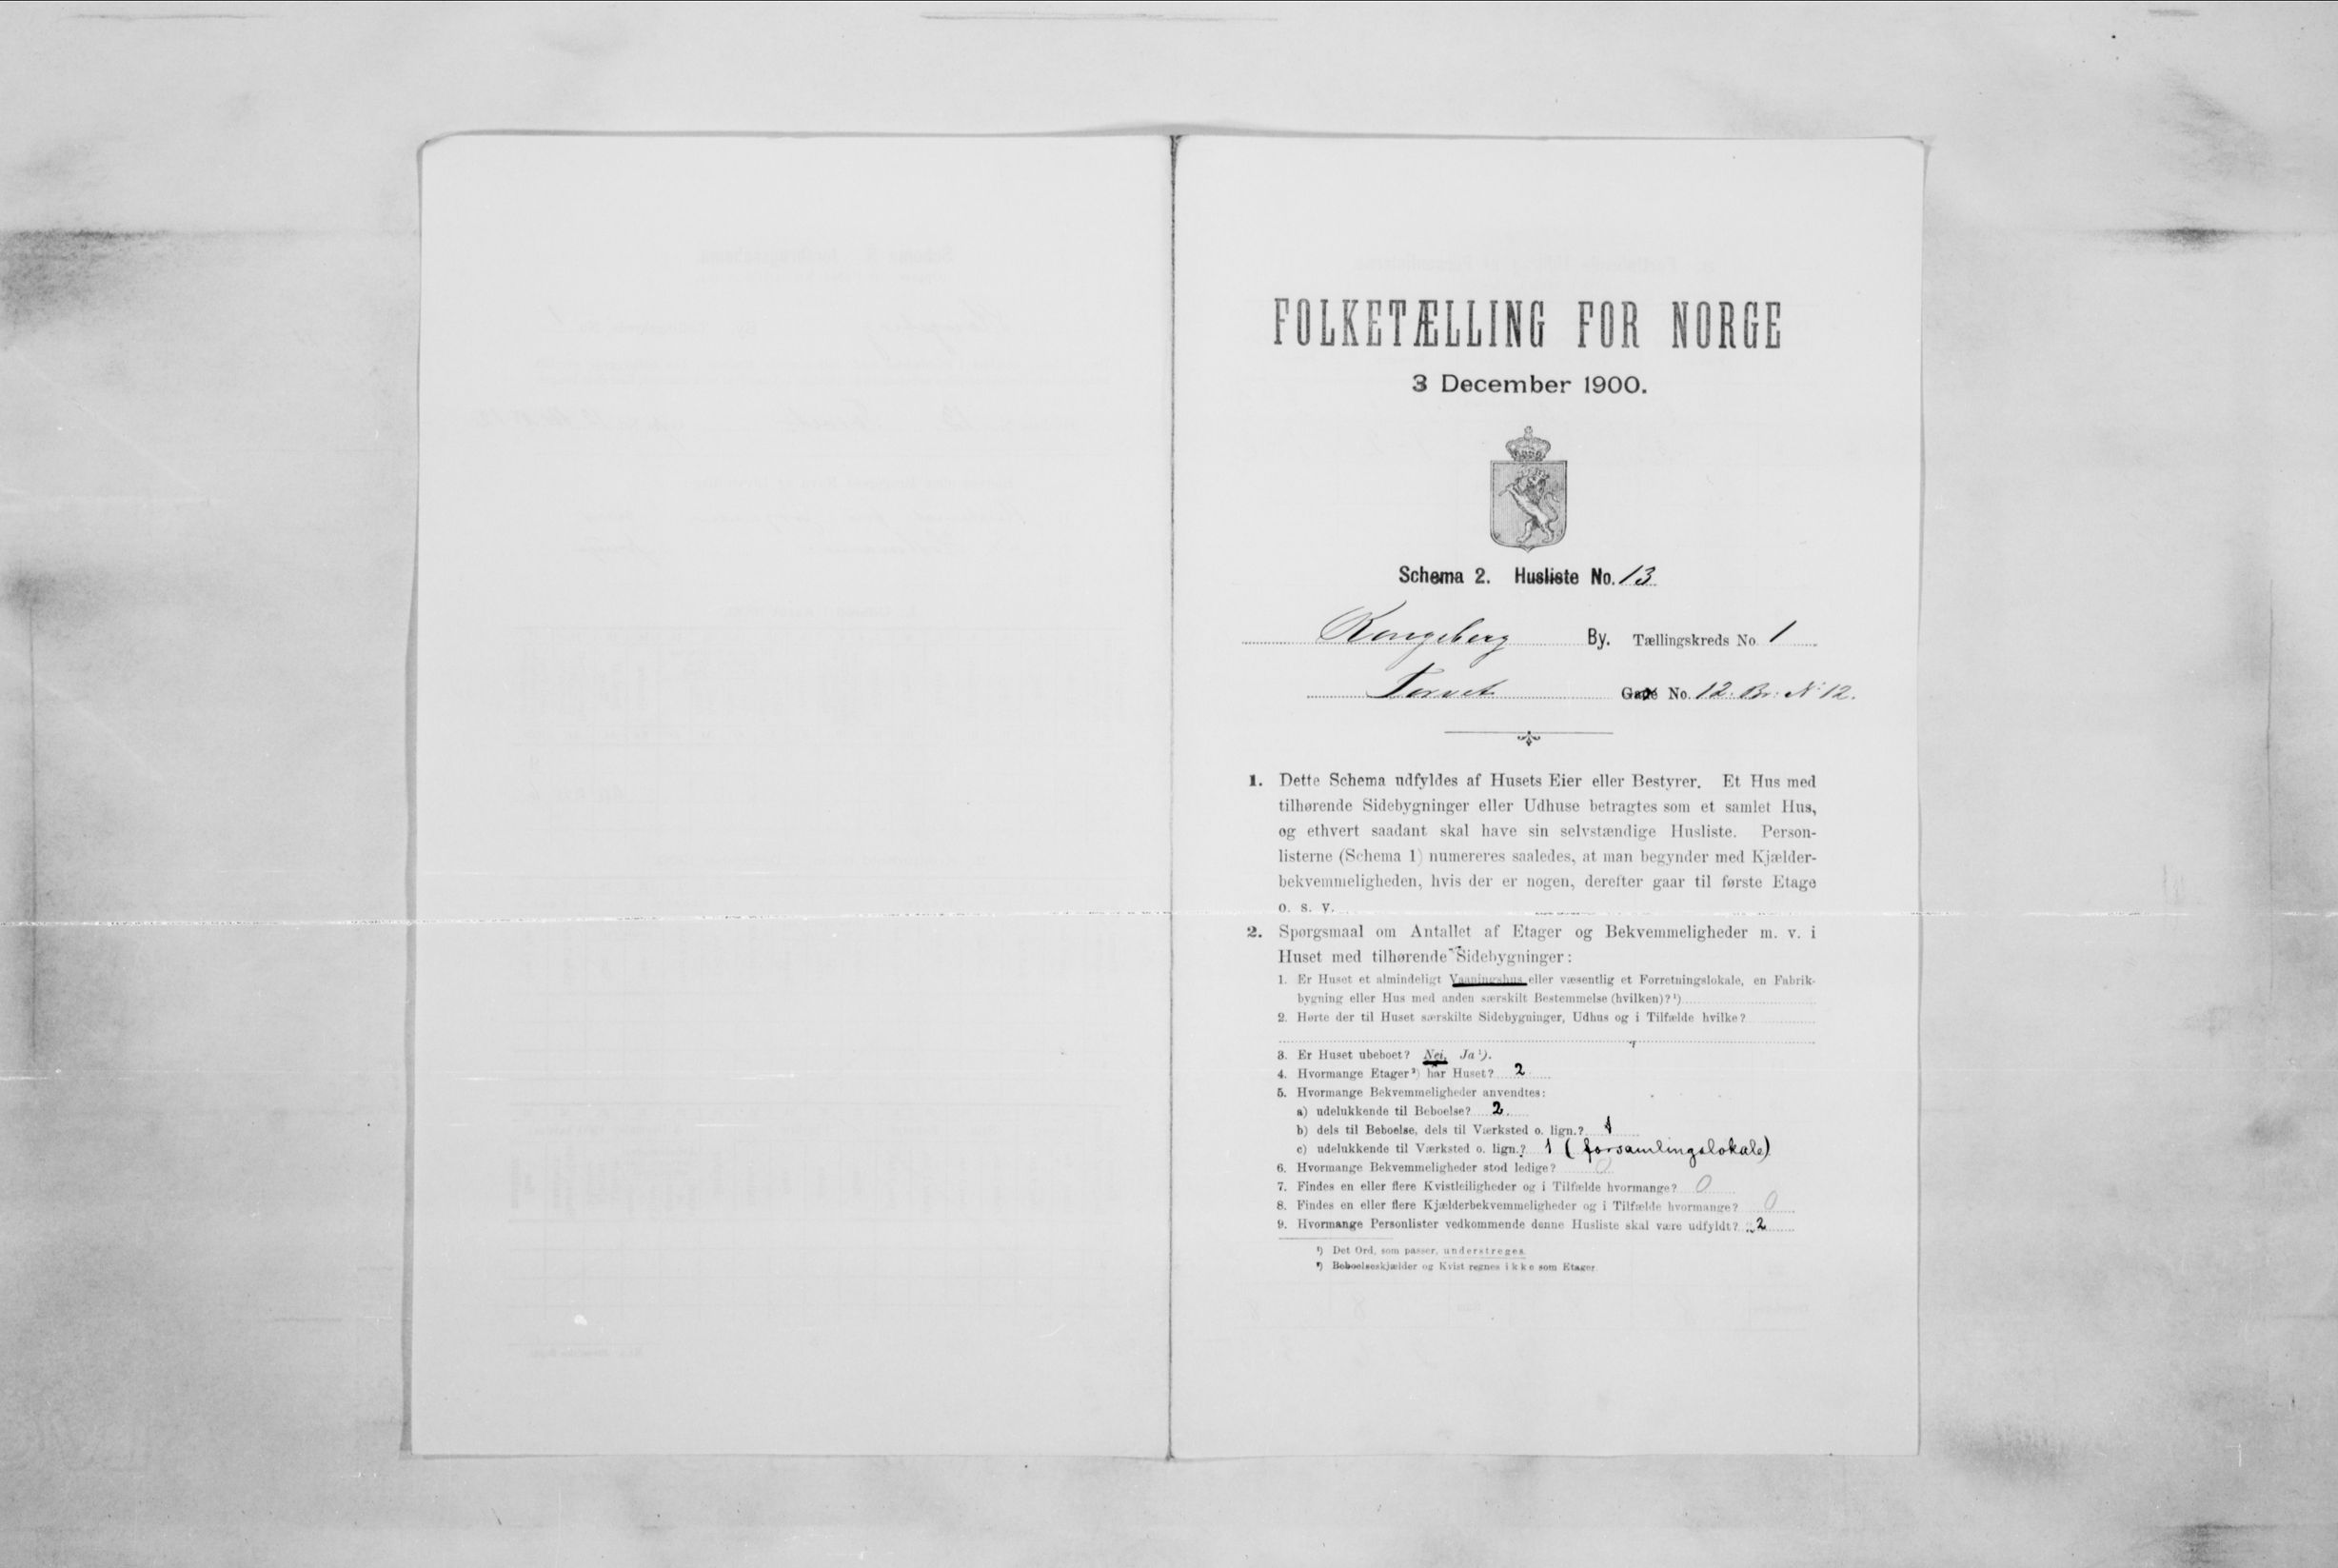 FOLKETÆLLING FOR NORGE
3 December 1900.
Schema 2. Husliste No. 13
Kongsberg By. Tællingskreds No. 1
Torvet Gade No. 12. Br: № 12.
1. Dette Schema udfyldes af Husets Eier eller Bestyrer. Et Hus med
tilhørende Sidebygninger eller Udhuse betragtes som et samlet Hus,
og ethvert saadant skal have sin selvstændige Husliste. Person-
listerne (Schema 1) numereres saaledes, at man begynder med Kjælder-
bekvemmeligheden, hvis der er nogen, derefter gaar til første Etage
o. s. v.
2. Spørgsmaal om Antallet af Etager og Bekvemmeligheder m. v. i
Huset med tilhørende Sidebygninger:
1. Er Huset et almindeligt Vaaningshus eller væsentlig et Forretningslokale, en Fabrik-
bygning eller Hus med anden særskilt Bestemmelse (hvilken)?¹)
2. Hørte der til Huset særskilte Sidebygninger, Udhus og i Tilfælde hvilke?
3. Er Huset ubeboet? Nei, Ja¹).
4. Hvormange Etager²) har Huset? 2
5. Hvormange Bekvemmeligheder anvendtes:
a) udelukkende til Beboelse? 2.
b) dels til Beboelse, dels til Værksted o. lign.? 1
c) udelukkende til Værksted o. lign.? 1 (forsamlingslokale)
6. Hvormange Bekvemmeligheder stod ledige? 0
7. Findes en eller flere Kvistleiligheder og i Tilfælde hvormange? 0
8. Findes en eller flere Kjælderbekvemmeligheder og i Tilfælde hvormange? 0
9. Hvormange Personlister vedkommende denne Husliste skal være udfyldt? 2
¹) Det Ord, som passer, understreges.
²) Beboelseskjælder og Kvist regnes ikke som Etager.